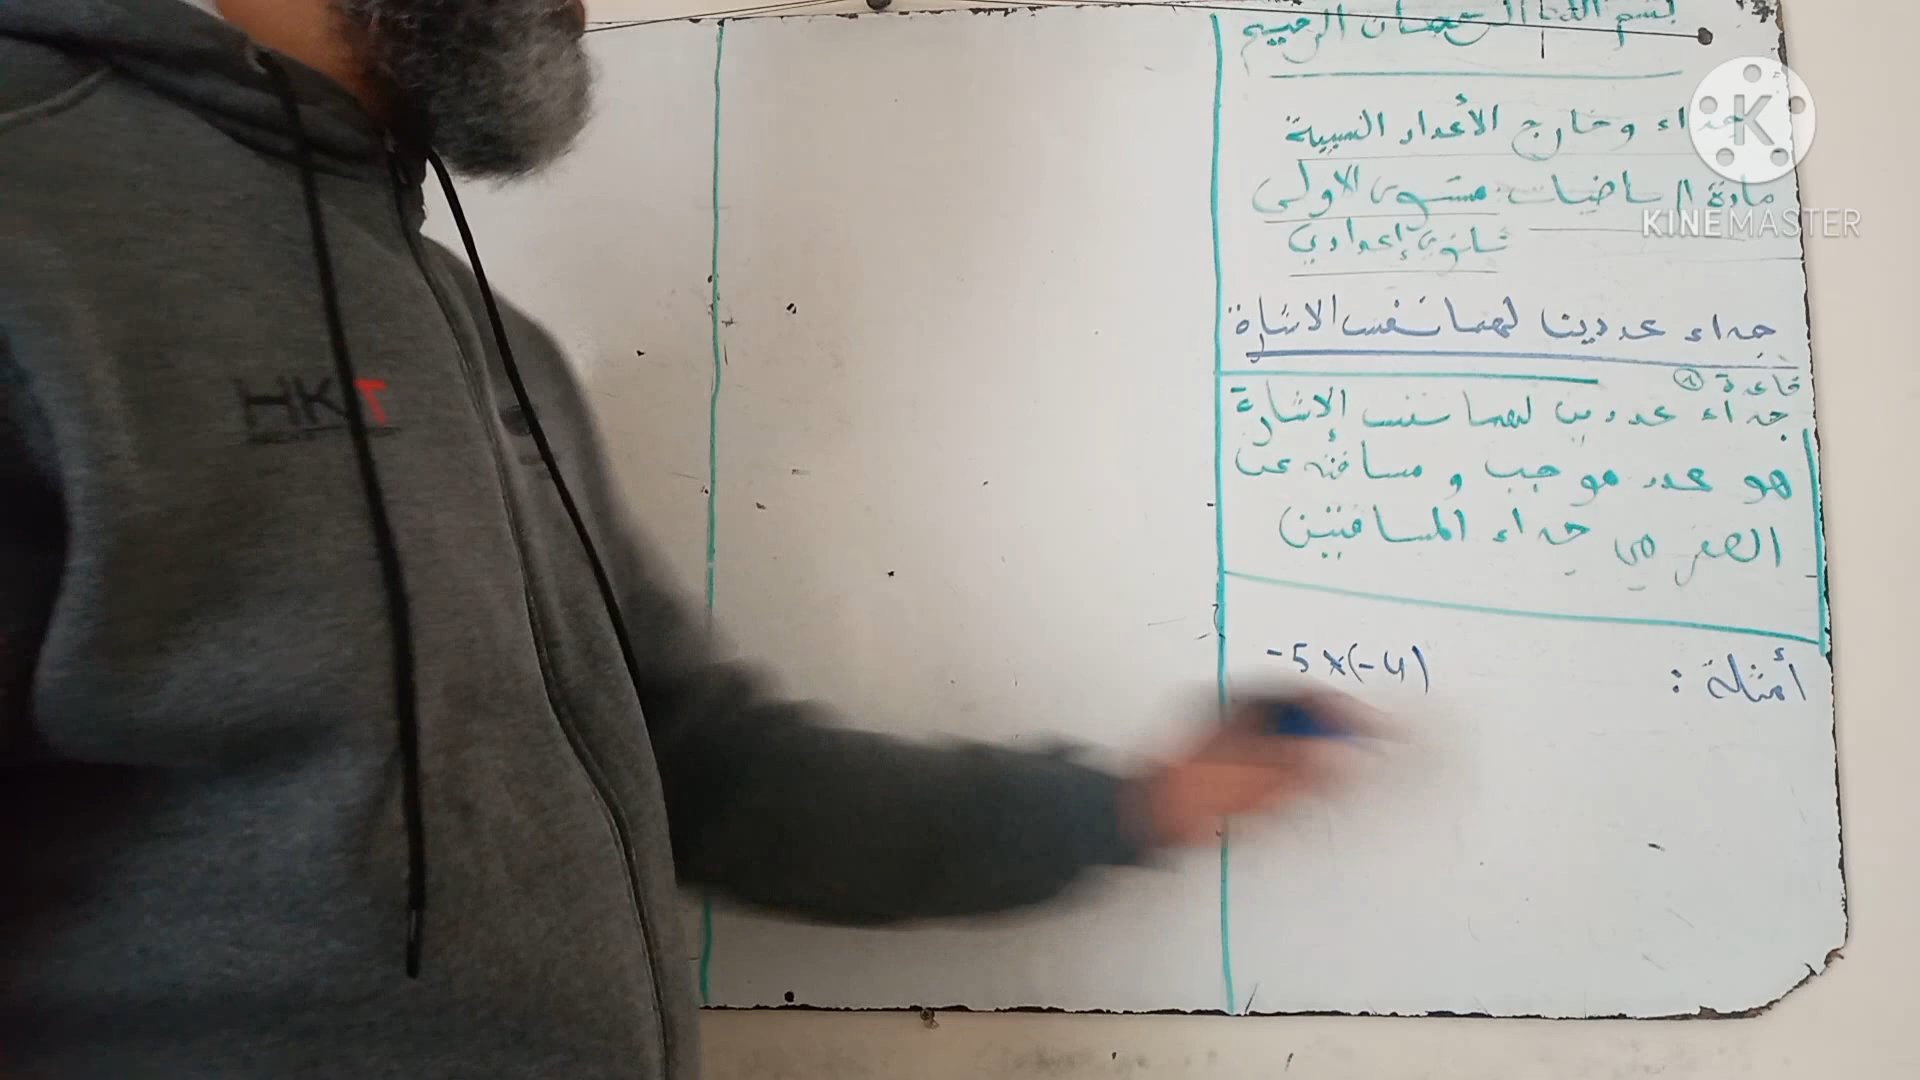 بسم الله الرحمان الرحيم
جداء وخارج الأعداد النسبية
مادة الرياضيات مستوى الاولى
ثانوي إعدادي
جداء عددين لهما نفس الاشارة
قاعدة ①
جداء عددين لهما نفس الإشارة
هو عدد موجب و مسافته عن
الصفر هي جداء المسافتين
أمثلة :
-5 x(-4)
K
KINEMASTER
HKT